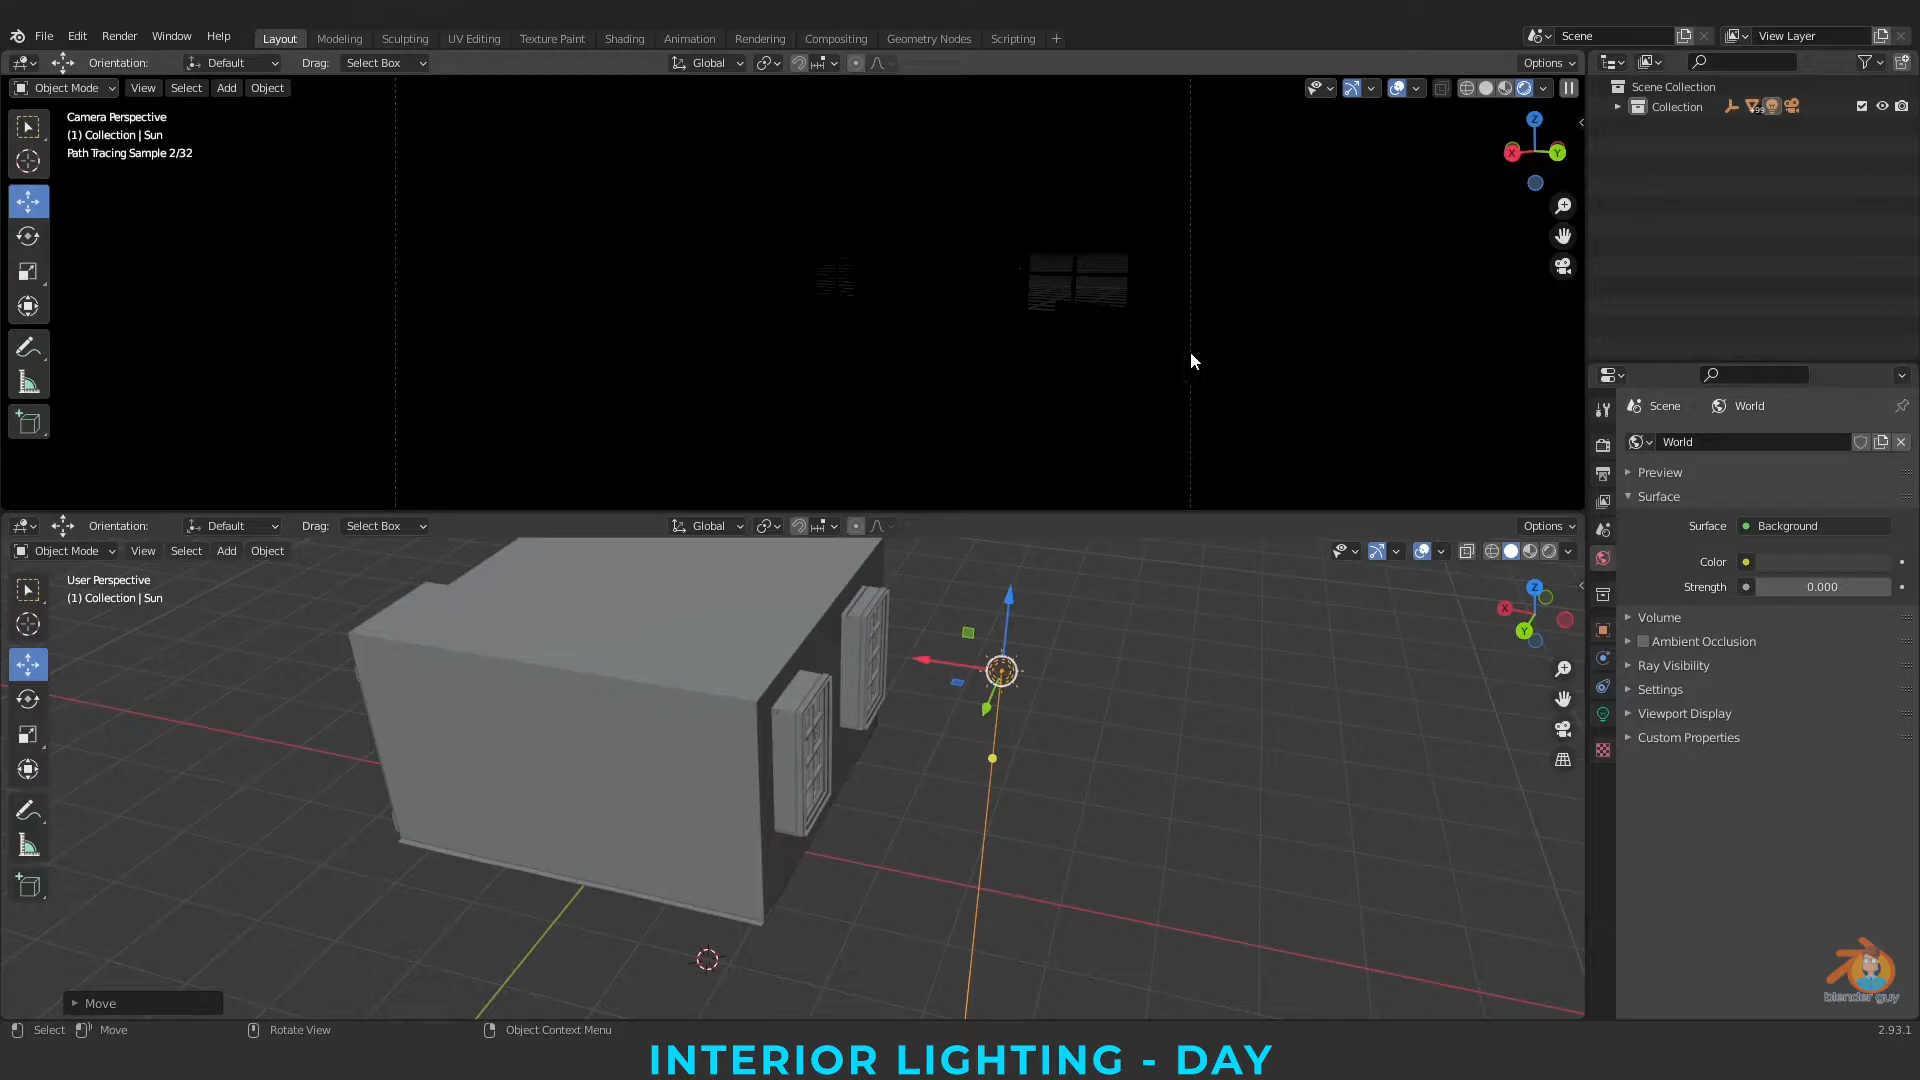 File Edit Render Window Help Layout Modeling Sculpting UV Editing Texture Paint Shading Animation Rendering Compositing Geometry Nodes Scripting + Scene View Layer
Orientation: Default Drag: Select Box Global Options
Object Mode View Select Add Object
Camera Perspective
(1) Collection | Sun
Path Tracing Sample 2/32
Z
X
Y
Scene Collection
Collection
Scene World
World
Preview
Surface
Surface Background
Color
Strength 0.000
Volume
Ambient Occlusion
Ray Visibility
Settings
Viewport Display
Custom Properties
Orientation: Default Drag: Select Box Global Options
Object Mode View Select Add Object
User Perspective
(1) Collection | Sun
Z
X
Y
Move
blender guy
Select Move Rotate View Object Context Menu 2.93.1
INTERIOR LIGHTING - DAY